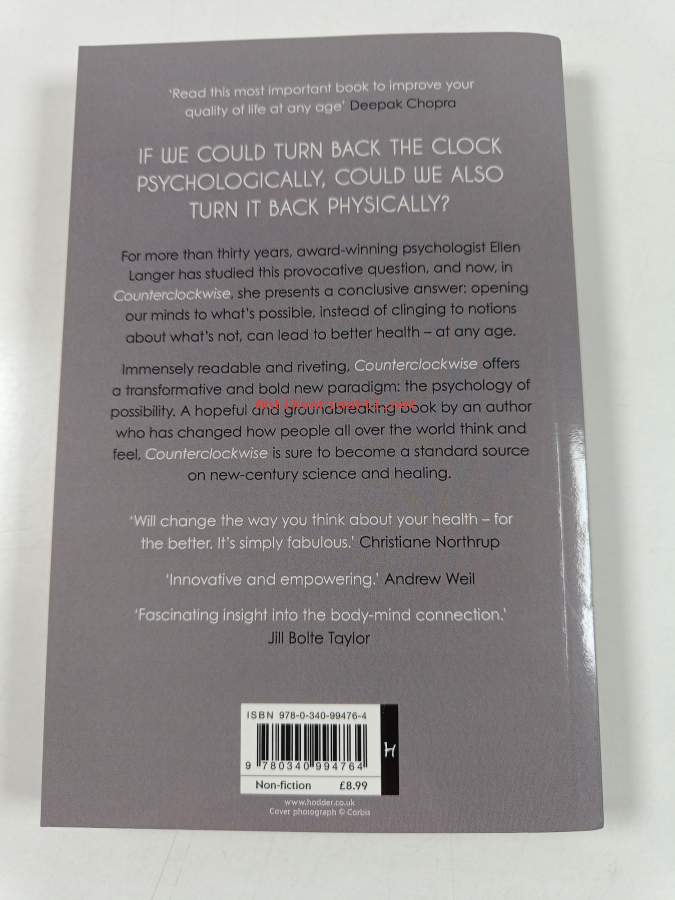 ‘Read this most important book to improve your
quality of life at any age’ Deepak Chopra
IF WE COULD TURN BACK THE CLOCK
PSYCHOLOGICALLY, COULD WE ALSO
TURN IT BACK PHYSICALLY?
For more than thirty years, award-winning psychologist Ellen
Langer has studied this provocative question, and now, in
Counterclockwise, she presents a conclusive answer: opening
our minds to what’s possible, instead of clinging to notions
about what’s not, can lead to better health – at any age.
Immensely readable and riveting, Counterclockwise offers
a transformative and bold new paradigm: the psychology of
possibility. A hopeful and groundbreaking book by an author
who has changed how people all over the world think and
feel, Counterclockwise is sure to become a standard source
on new-century science and healing.
‘Will change the way you think about your health – for
the better. It’s simply fabulous.’ Christiane Northrup
‘Innovative and empowering.’ Andrew Weil
‘Fascinating insight into the body-mind connection.’
Jill Bolte Taylor
ISBN 978-0-340-99476-4
9 780340 994764
Non-fiction £8.99
www.hodder.co.uk
Cover photograph © Corbis